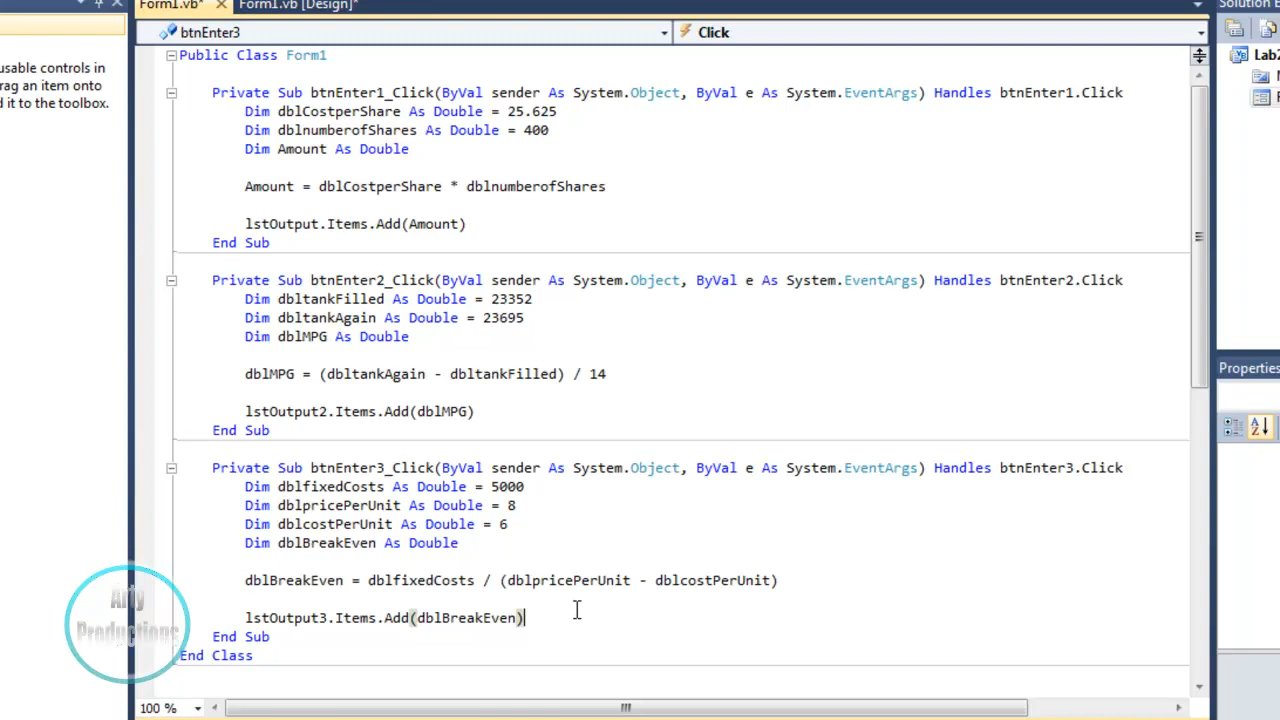 Form1.vb* Form1.vb [Design]* Solution E
btnEnter3 Click
usable controls in
rag an item onto
d it to the toolbox.
Public Class Form1
Private Sub btnEnter1_Click(ByVal sender As System.Object, ByVal e As System.EventArgs) Handles btnEnter1.Click
Dim dblCostperShare As Double = 25.625
Dim dblnumberofShares As Double = 400
Dim Amount As Double
Amount = dblCostperShare * dblnumberofShares
lstOutput.Items.Add(Amount)
End Sub
Private Sub btnEnter2_Click(ByVal sender As System.Object, ByVal e As System.EventArgs) Handles btnEnter2.Click
Dim dbltankFilled As Double = 23352
Dim dbltankAgain As Double = 23695
Dim dblMPG As Double
dblMPG = (dbltankAgain - dbltankFilled) / 14
lstOutput2.Items.Add(dblMPG)
End Sub
Private Sub btnEnter3_Click(ByVal sender As System.Object, ByVal e As System.EventArgs) Handles btnEnter3.Click
Dim dblfixedCosts As Double = 5000
Dim dblpricePerUnit As Double = 8
Dim dblcostPerUnit As Double = 6
Dim dblBreakEven As Double
dblBreakEven = dblfixedCosts / (dblpricePerUnit - dblcostPerUnit)
lstOutput3.Items.Add(dblBreakEven)
End Sub
End Class
100 %
Lab2
Properties
Arty
Productions